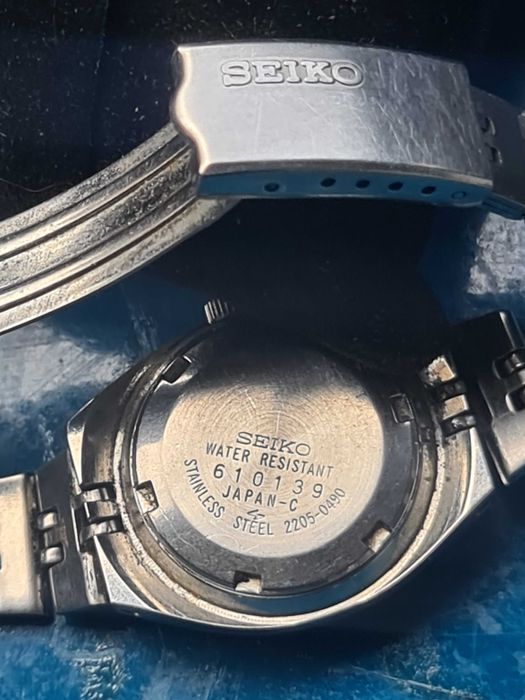 SEIKO
SEIKO
WATER RESISTANT
610139
JAPAN-C
STAINLESS STEEL 2205-0490